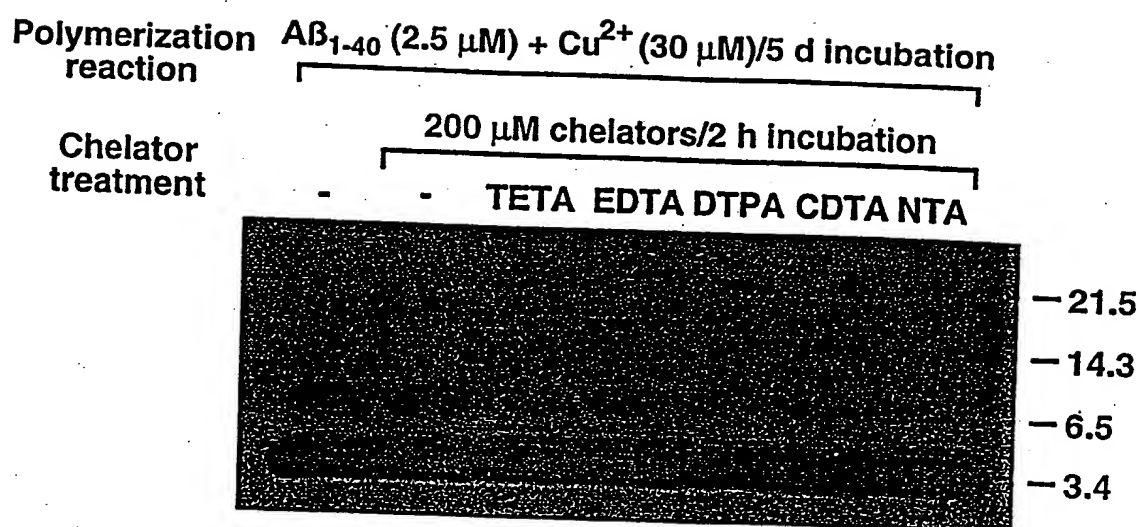 Polymerization reaction
Aß1-40 (2.5 µM) + Cu2+ (30 µM)/5 d incubation
200 µM chelators/2 h incubation
Chelator treatment
- - TETA EDTA DTPA CDTA NTA
21.5
14.3
6.5
3.4